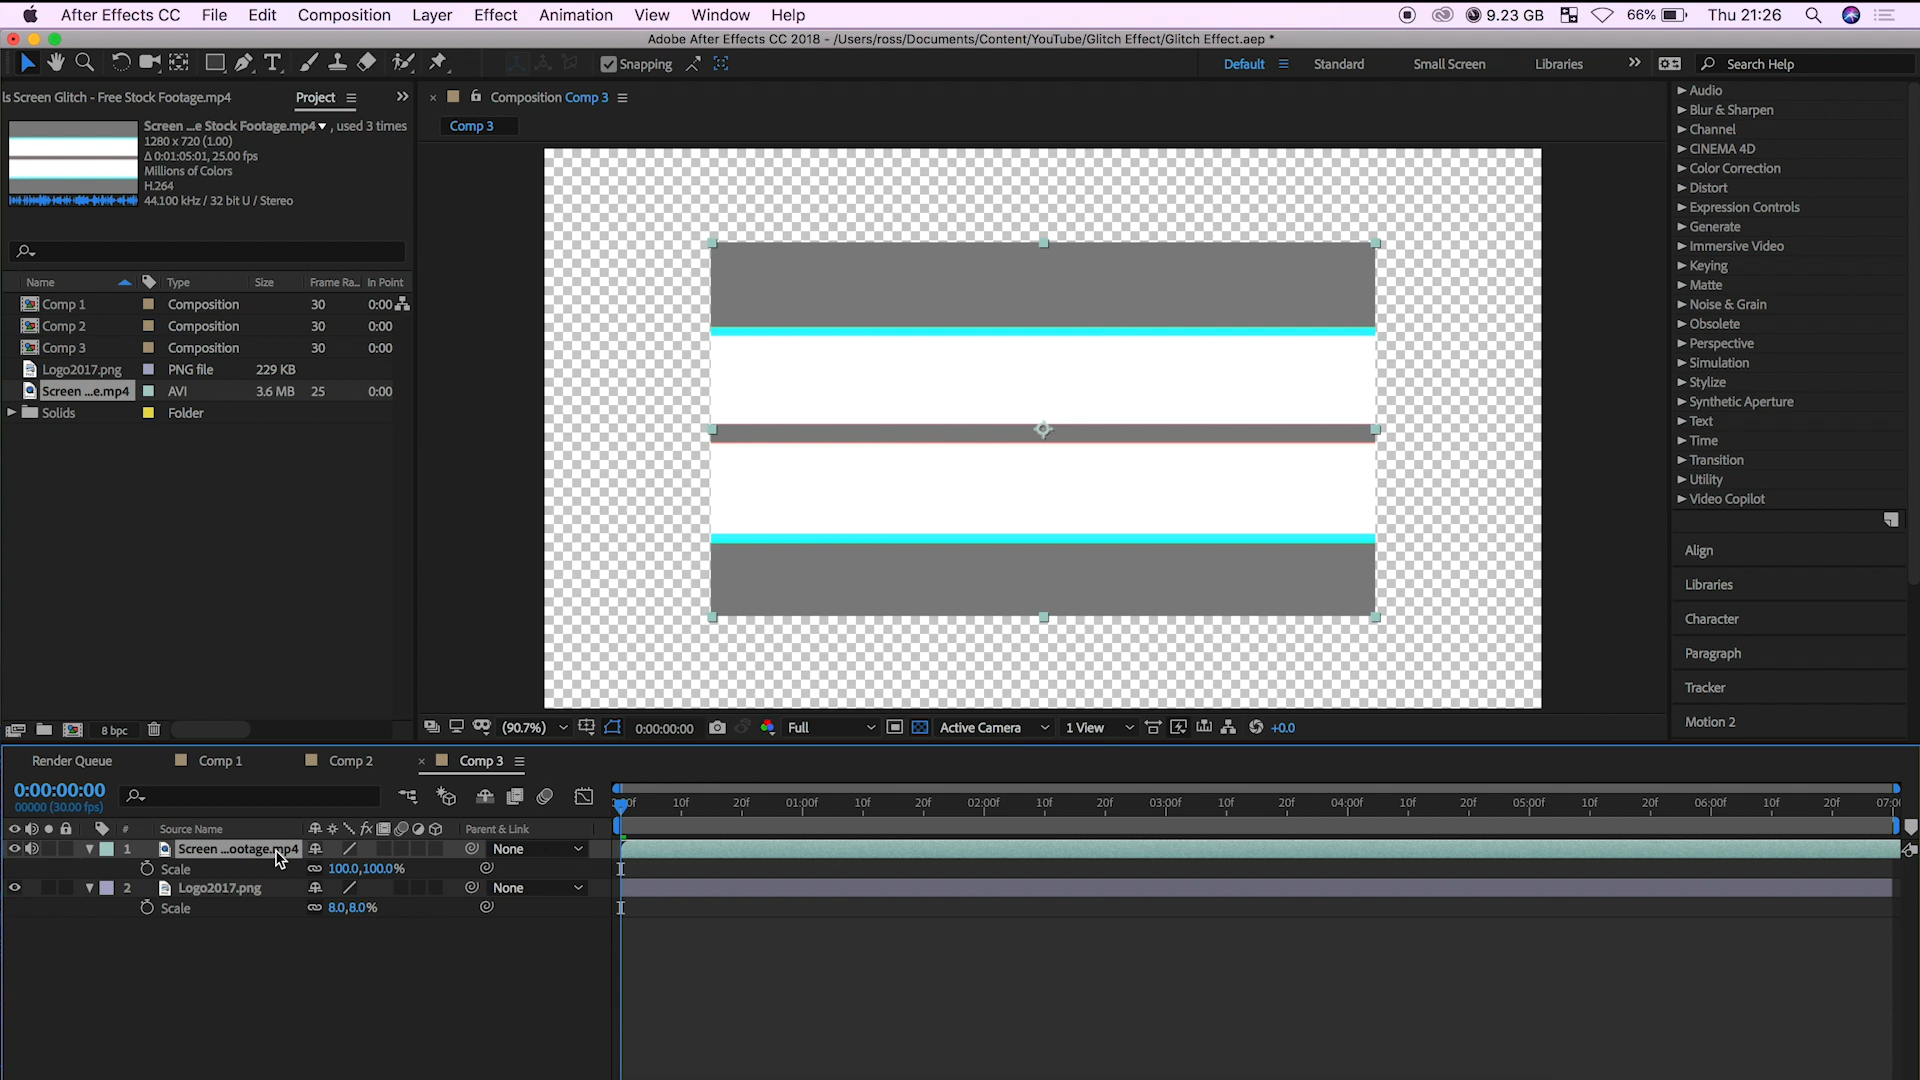 After Effects CC File Edit Composition Layer Effect Animation View Window Help 9.23 GB 66% Thu 21:26
Adobe After Effects CC 2018 - /Users/ross/Documents/Content/YouTube/Glitch Effect/Glitch Effect.aep *
Snapping Default Standard Small Screen Libraries Search Help
ls Screen Glitch - Free Stock Footage.mp4 Project
Composition Comp 3
Comp 3
Screen ...e Stock Footage.mp4 , used 3 times
1280 x 720 (1.00)
Δ 0:01:05:01, 25.00 fps
Millions of Colors
H.264
44.100 kHz / 32 bit U / Stereo
Name Type Size Frame Ra... In Point
Comp 1 Composition 30 0:00
Comp 2 Composition 30 0:00
Comp 3 Composition 30 0:00
Logo2017.png PNG file 229 KB
Screen ...e.mp4 AVI 3.6 MB 25 0:00
Solids Folder
8 bpc
Audio
Blur & Sharpen
Channel
CINEMA 4D
Color Correction
Distort
Expression Controls
Generate
Immersive Video
Keying
Matte
Noise & Grain
Obsolete
Perspective
Simulation
Stylize
Synthetic Aperture
Text
Time
Transition
Utility
Video Copilot
Align
Libraries
Character
Paragraph
Tracker
Motion 2
(90.7%) 0:00:00:00 Full Active Camera 1 View +0.0
Render Queue Comp 1 Comp 2 × Comp 3
0:00:00:00
00000 (30.00 fps)
:00f 10f 20f 01:00f 10f 20f 02:00f 10f 20f 03:00f 10f 20f 04:00f 10f 20f 05:00f 10f 20f 06:00f 10f 20f 07:0
# Source Name fx Parent & Link
1 Screen ...ootage.mp4 None
Scale 100.0,100.0%
2 Logo2017.png None
Scale 8.0,8.0%